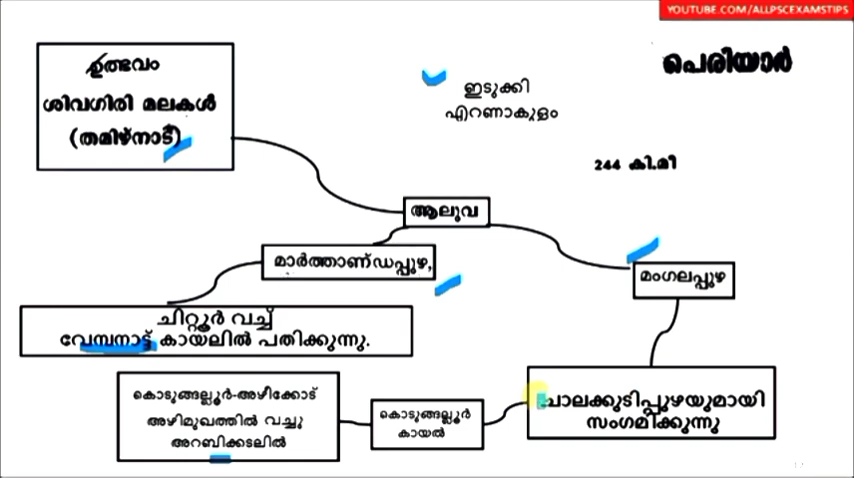 YOUTUBE.COM/ALLPSCEXAMSTIPS
പെരിയാർ
ഉത്ഭവം
ശിവഗിരി മലകൾ
(തമിഴ്നാട്)
ഇടുക്കി
എറണാകുളം
244 കി.മീ
ആലുവ
മാർത്താണ്ഡപ്പുഴ,
മംഗലപ്പുഴ
ചിറ്റൂർ വച്ച്
വേമ്പനാട്ട് കായലിൽ പതിക്കുന്നു.
ചാലക്കുടിപ്പുഴയുമായി
സംഗമിക്കുന്നു
കൊടുങ്ങല്ലൂർ
കായൽ
കൊടുങ്ങല്ലൂർ-അഴീക്കോട്
അഴിമുഖത്തിൽ വച്ചു
അറബിക്കടലിൽ